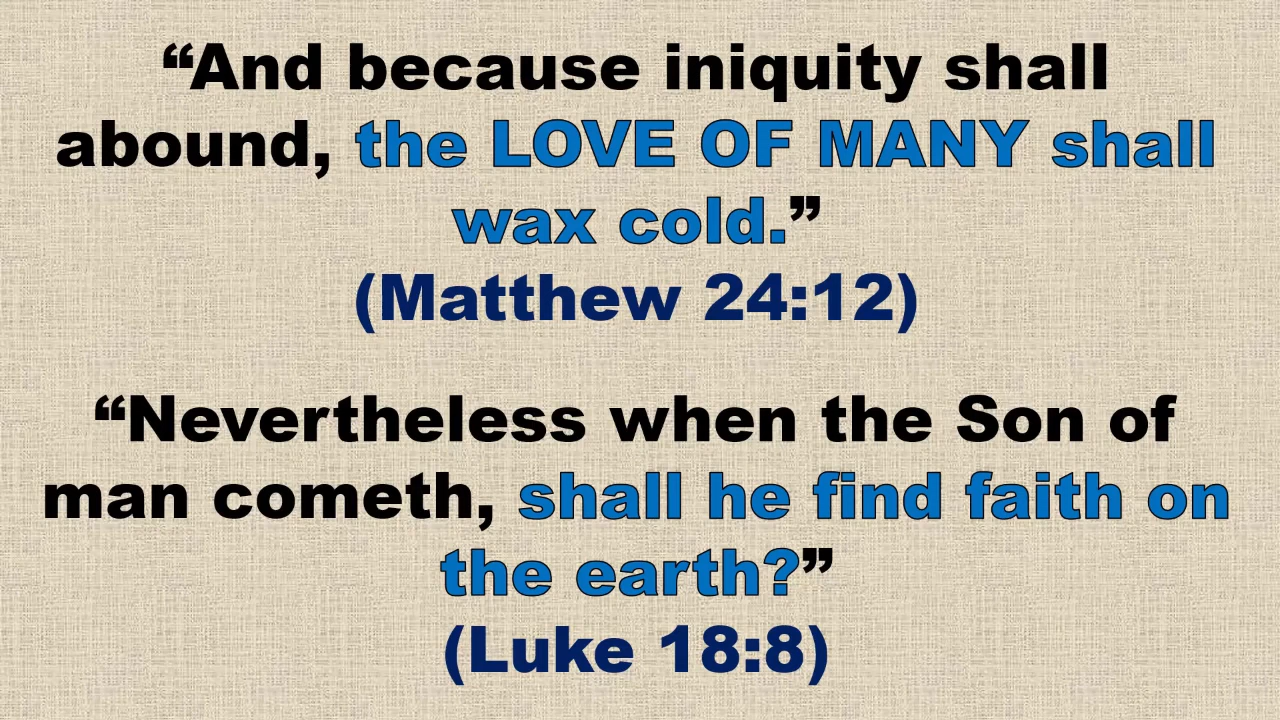 “And because iniquity shall
abound, the LOVE OF MANY shall
wax cold.”
(Matthew 24:12)
“Nevertheless when the Son of
man cometh, shall he find faith on
the earth?”
(Luke 18:8)